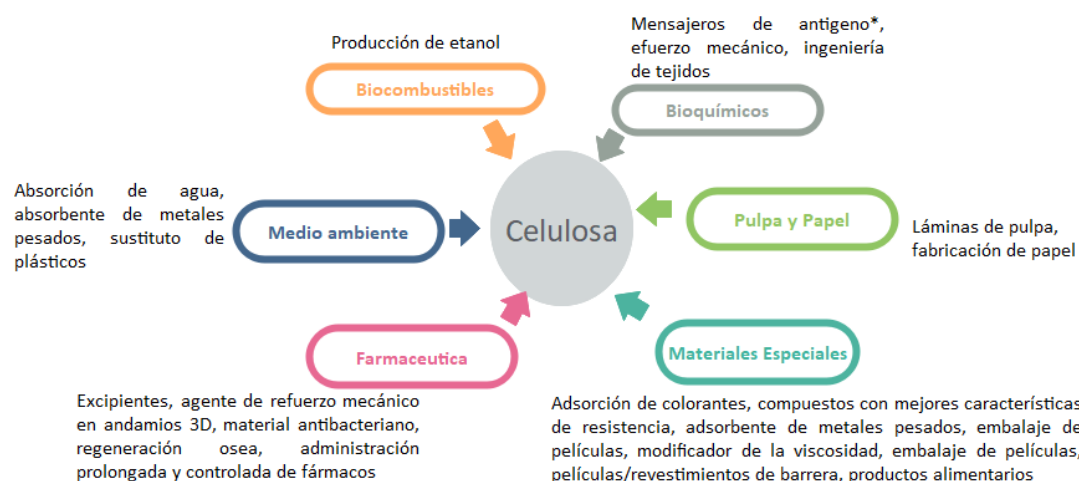 Producción de etanol
Biocombustibles
Mensajeros de antigeno*,
efuerzo mecánico, ingeniería
de tejidos
Bioquímicos
Absorción de agua,
absorbente de metales
pesados, sustituto de
plásticos
Medio ambiente
Celulosa
Pulpa y Papel
Láminas de pulpa,
fabricación de papel
Farmaceutica
Excipientes, agente de refuerzo mecánico
en andamios 3D, material antibacteriano,
regeneración osea, administración
prolongada y controlada de fármacos
Materiales Especiales
Adsorción de colorantes, compuestos con mejores características
de resistencia, adsorbente de metales pesados, embalaje de
películas, modificador de la viscosidad, embalaje de películas,
películas/revestimientos de barrera, productos alimentarios